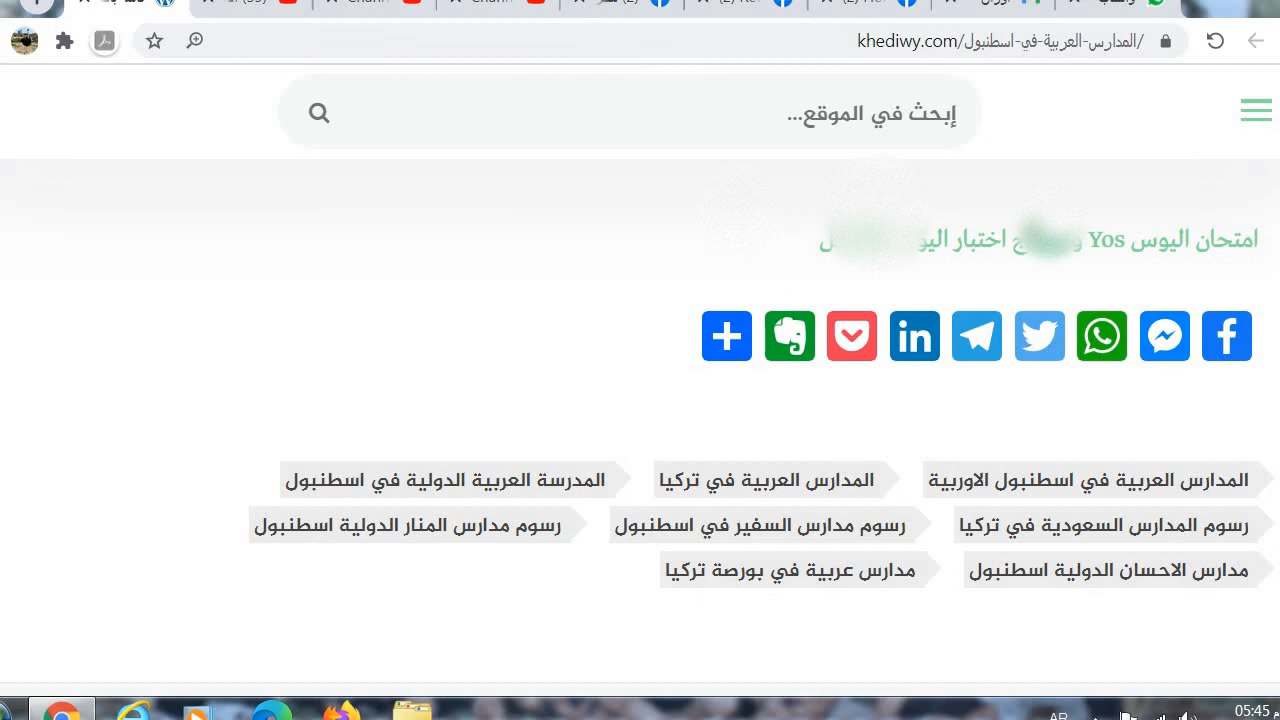 khediwy.com/المدارس-العربية-في-اسطنبول/
إبحث في الموقع...
امتحان اليوس Yos اختبار
المدارس العربية في اسطنبول الاوربية
المدارس العربية في تركيا
المدرسة العربية الدولية في اسطنبول
رسوم المدارس السعودية في تركيا
رسوم مدارس السفير في اسطنبول
رسوم مدارس المنار الدولية اسطنبول
مدارس الاحسان الدولية اسطنبول
مدارس عربية في بورصة تركيا
AR
05:45